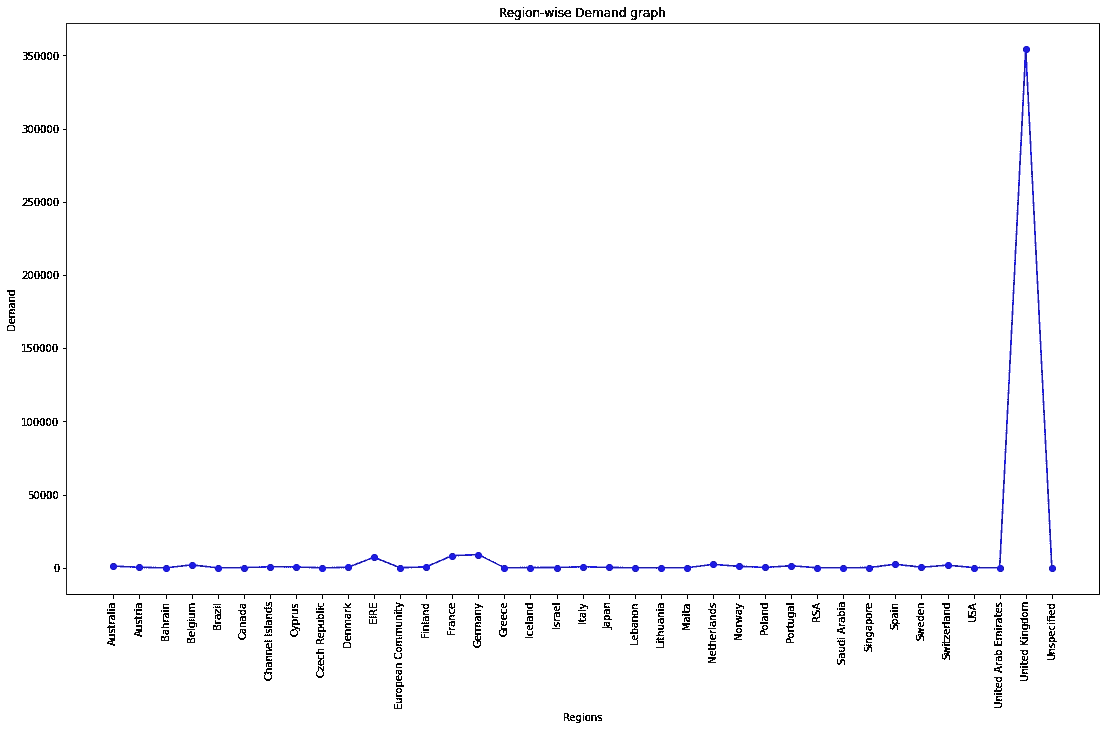 Region-wise Demand graph
350000
300000
250000
200000
150000
100000
50000
0
Demand
Australia
Austria
Bahrain
Belgium
Brazil
Canada
Channel Islands
Cyprus
Czech Republic
Denmark
EIRE
European Community
Finland
France
Germany
Greece
Iceland
Israel
Italy
Japan
Lebanon
Lithuania
Malta
Netherlands
Norway
Poland
Portugal
RSA
Saudi Arabia
Singapore
Spain
Sweden
Switzerland
USA
United Arab Emirates
United Kingdom
Unspecified
Regions